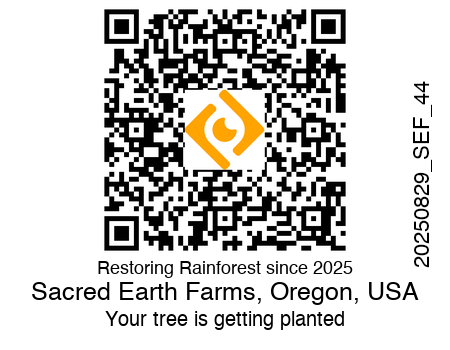 Restoring Rainforest since 2025
Sacred Earth Farms, Oregon, USA
Your tree is getting planted
20250829_SEF_44